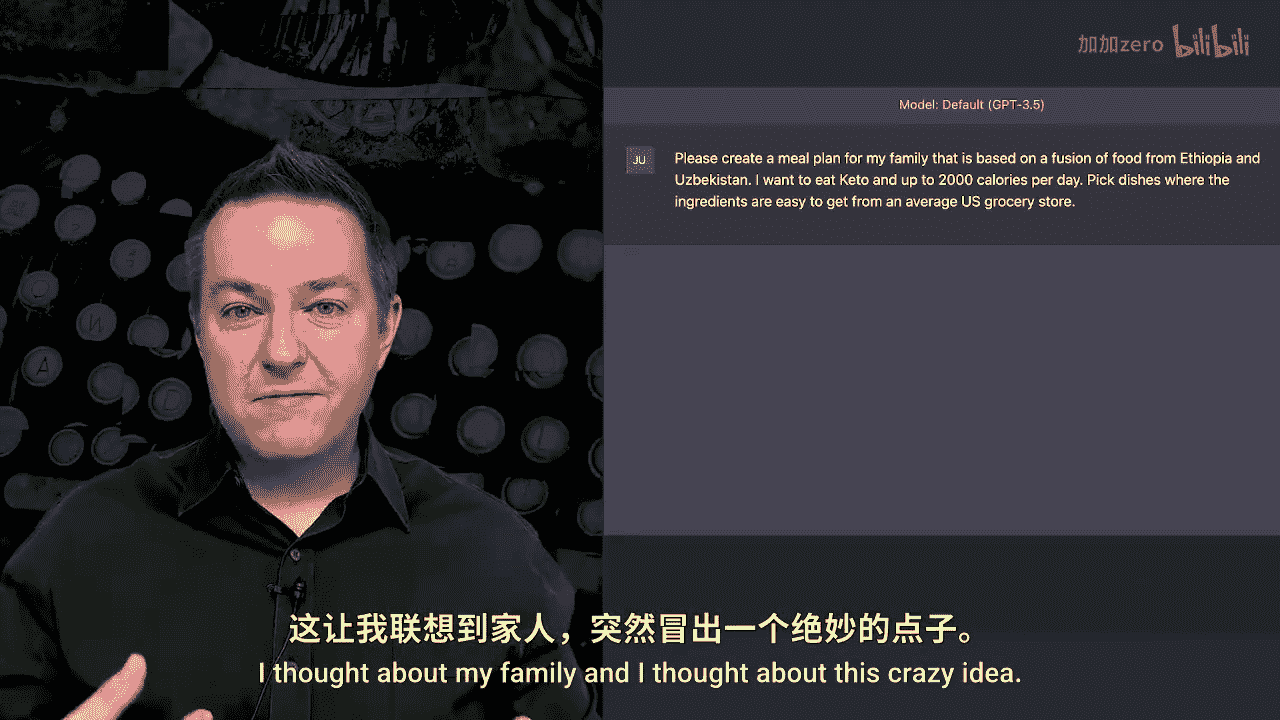 加加zero bilibili
Model: Default (GPT-3.5)
JU
Please create a meal plan for my family that is based on a fusion of food from Ethiopia and
Uzbekistan. I want to eat Keto and up to 2000 calories per day. Pick dishes where the
ingredients are easy to get from an average US grocery store.
这让我联想到家人，突然冒出一个绝妙的点子。
I thought about my family and I thought about this crazy idea.